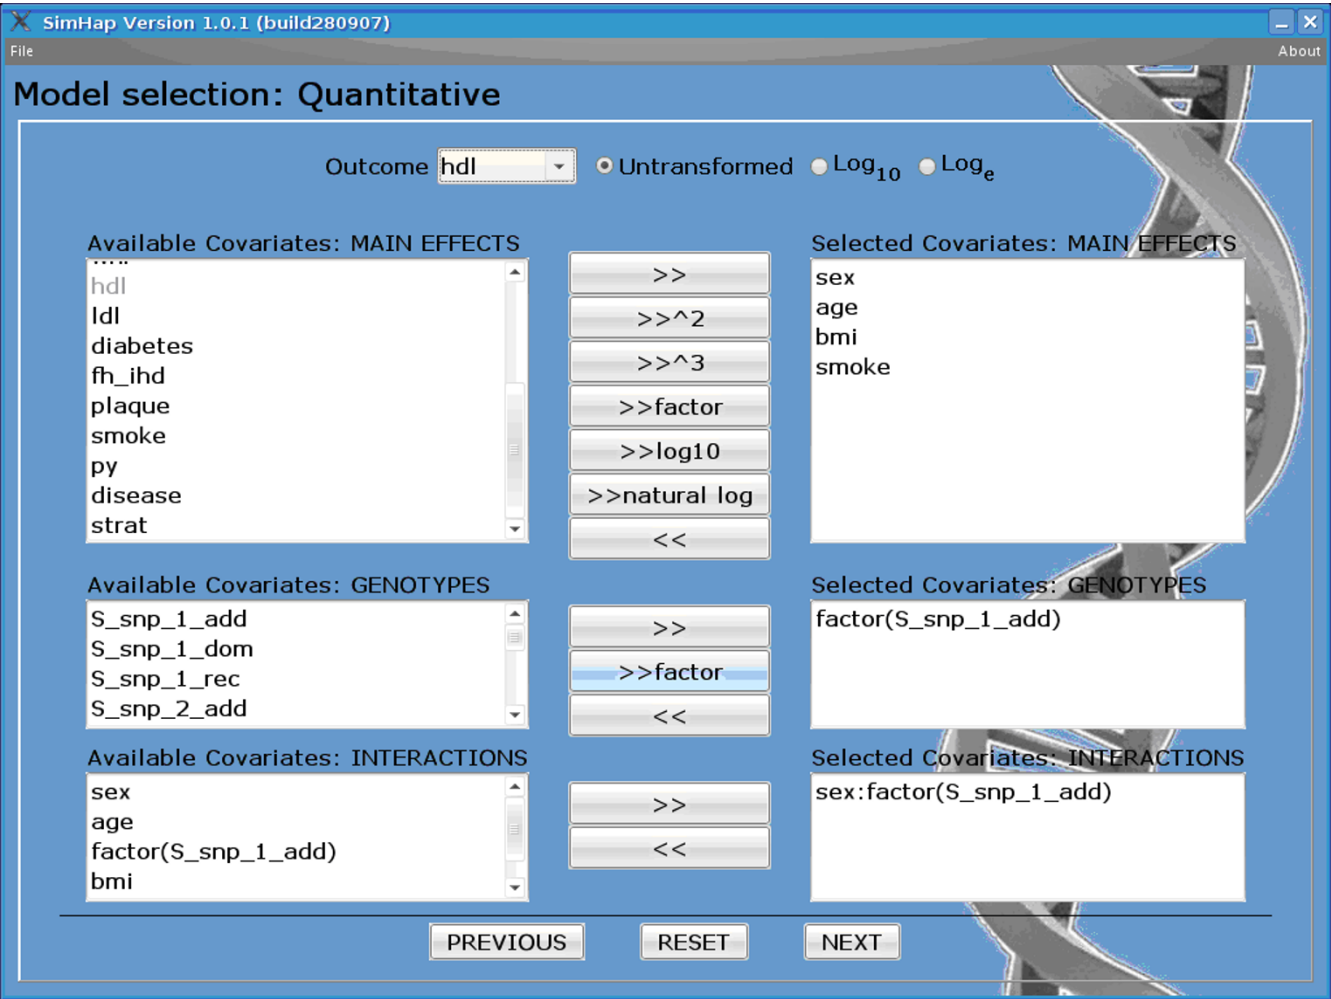 SimHap Version 1.0.1 (build280907)
File About
Model selection: Quantitative
Outcome hdl Untransformed Log10 Loge
Available Covariates: MAIN EFFECTS
hdl
ldl
diabetes
fh_ihd
plaque
smoke
py
disease
strat
>>
>>^2
>>^3
>>factor
>>log10
>>natural log
<<
Selected Covariates: MAIN EFFECTS
sex
age
bmi
smoke
Available Covariates: GENOTYPES
S_snp_1_add
S_snp_1_dom
S_snp_1_rec
S_snp_2_add
>>
>>factor
<<
Selected Covariates: GENOTYPES
factor(S_snp_1_add)
Available Covariates: INTERACTIONS
sex
age
factor(S_snp_1_add)
bmi
>>
<<
Selected Covariates: INTERACTIONS
sex:factor(S_snp_1_add)
PREVIOUS RESET NEXT